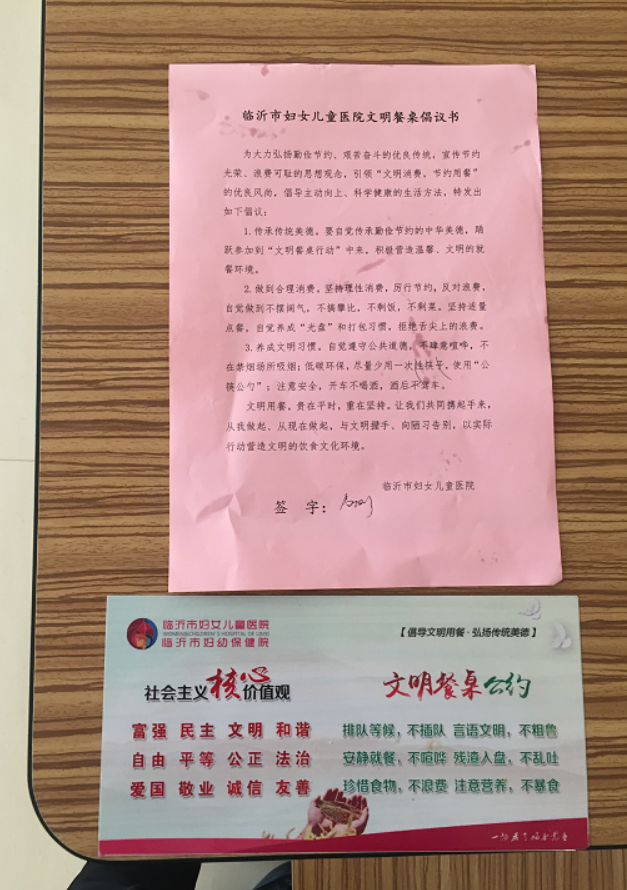 临沂市妇女儿童医院文明餐桌倡议书
为大力弘扬勤俭节约、艰苦奋斗的优良传统，宣传节约
光荣、浪费可耻的思想观念，引领“文明消费，节约用餐”
的优良风尚，倡导主动向上、科学健康的生活方法，特发出
如下倡议：
1.传承传统美德。要自觉传承勤俭节约的中华美德，踊
跃参加到“文明餐桌行动”中来，积极营造温馨、文明的就
餐环境。
2.做到合理消费。坚持理性消费，厉行节约，反对浪费，
自觉做到不摆阔气，不搞攀比，不剩饭，不剩菜。坚持适量
点餐，自觉养成“光盘”和打包习惯，拒绝舌尖上的浪费。
3.养成文明习惯。自觉遵守公共道德，不肆意喧哗，不
在禁烟场所吸烟；低碳环保，尽量少用一次性筷子，使用“公
筷公勺”；注意安全，开车不喝酒，酒后不驾车。
文明用餐，贵在平时，重在坚持。让我们共同携起手来，
从我做起、从现在做起，与文明握手、向陋习告别，以实际
行动营造文明的饮食文化环境。
临沂市妇女儿童医院
签 字：
临沂市妇女儿童医院
WOMEN&CHILDREN'S HOSPITAL OF LINYI
临沂市妇幼保健院
【倡导文明用餐·弘扬传统美德】
社会主义核心价值观
文明餐桌公约
富强 民主 文明 和谐
自由 平等 公正 法治
爱国 敬业 诚信 友善
排队等候，不插队 言语文明，不粗鲁
安静就餐，不喧哗 残渣入盘，不乱吐
珍惜食物，不浪费 注意营养，不暴食